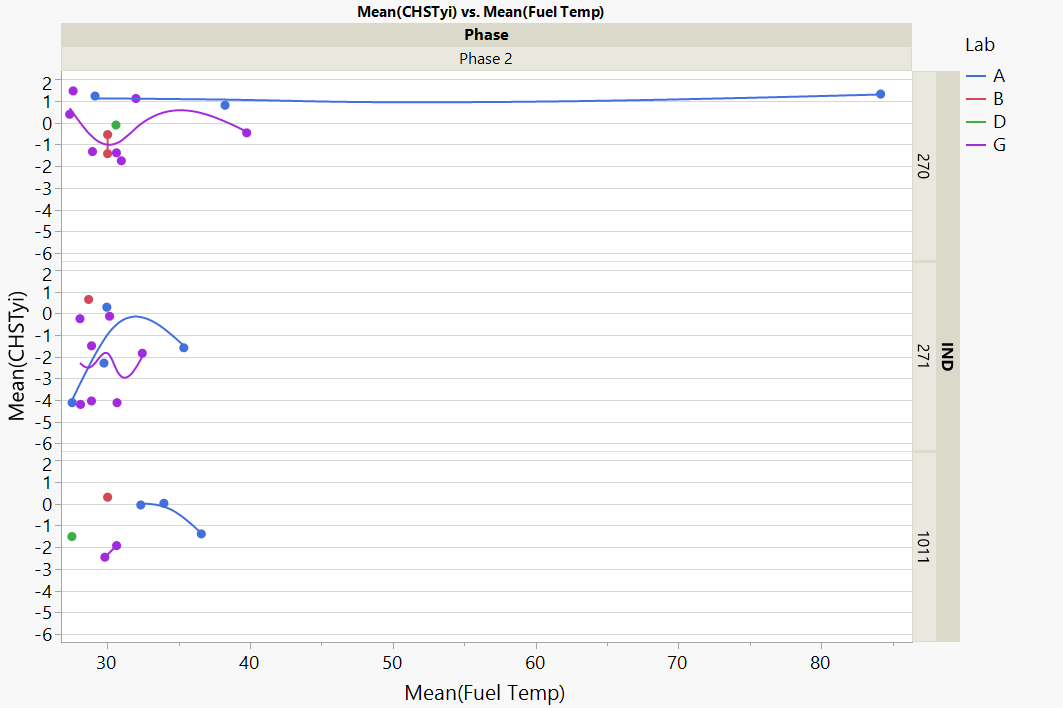 Mean(CHSTyi) vs. Mean(Fuel Temp)
Phase
Phase 2
Lab
A
B
D
G
Mean(CHSTyi)
2
1
0
-1
-2
-3
-4
-5
-6
270
2
1
0
-1
-2
-3
-4
-5
-6
271
IND
2
1
0
-1
-2
-3
-4
-5
-6
1011
30 40 50 60 70 80
Mean(Fuel Temp)